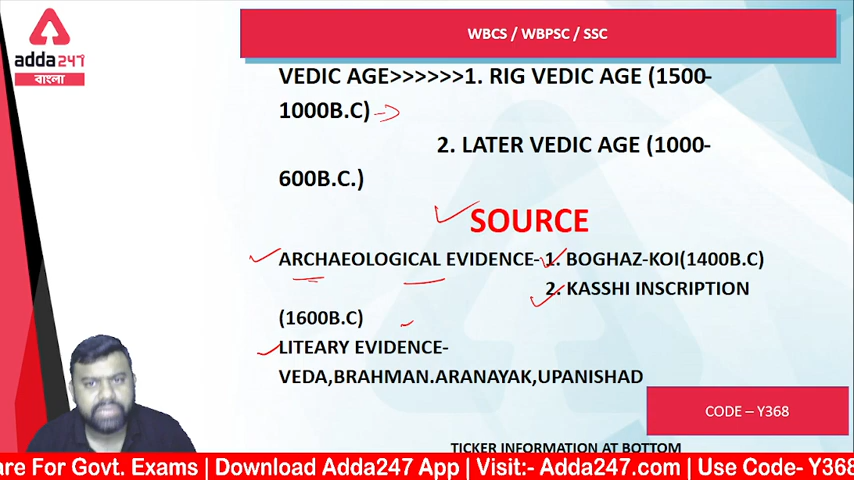 adda247
বাংলা
WBCS / WBPSC / SSC
VEDIC AGE>>>>>>1. RIG VEDIC AGE (1500-
1000B.C)
2. LATER VEDIC AGE (1000-
600B.C.)
SOURCE
ARCHAEOLOGICAL EVIDENCE- 1. BOGHAZ-KOI(1400B.C)
2. KASSHI INSCRIPTION
(1600B.C)
LITEARY EVIDENCE-
VEDA,BRAHMAN.ARANAYAK,UPANISHAD
CODE – Y368
TICKER INFORMATION AT BOTTOM
are For Govt. Exams | Download Adda247 App | Visit:- Adda247.com | Use Code- Y368